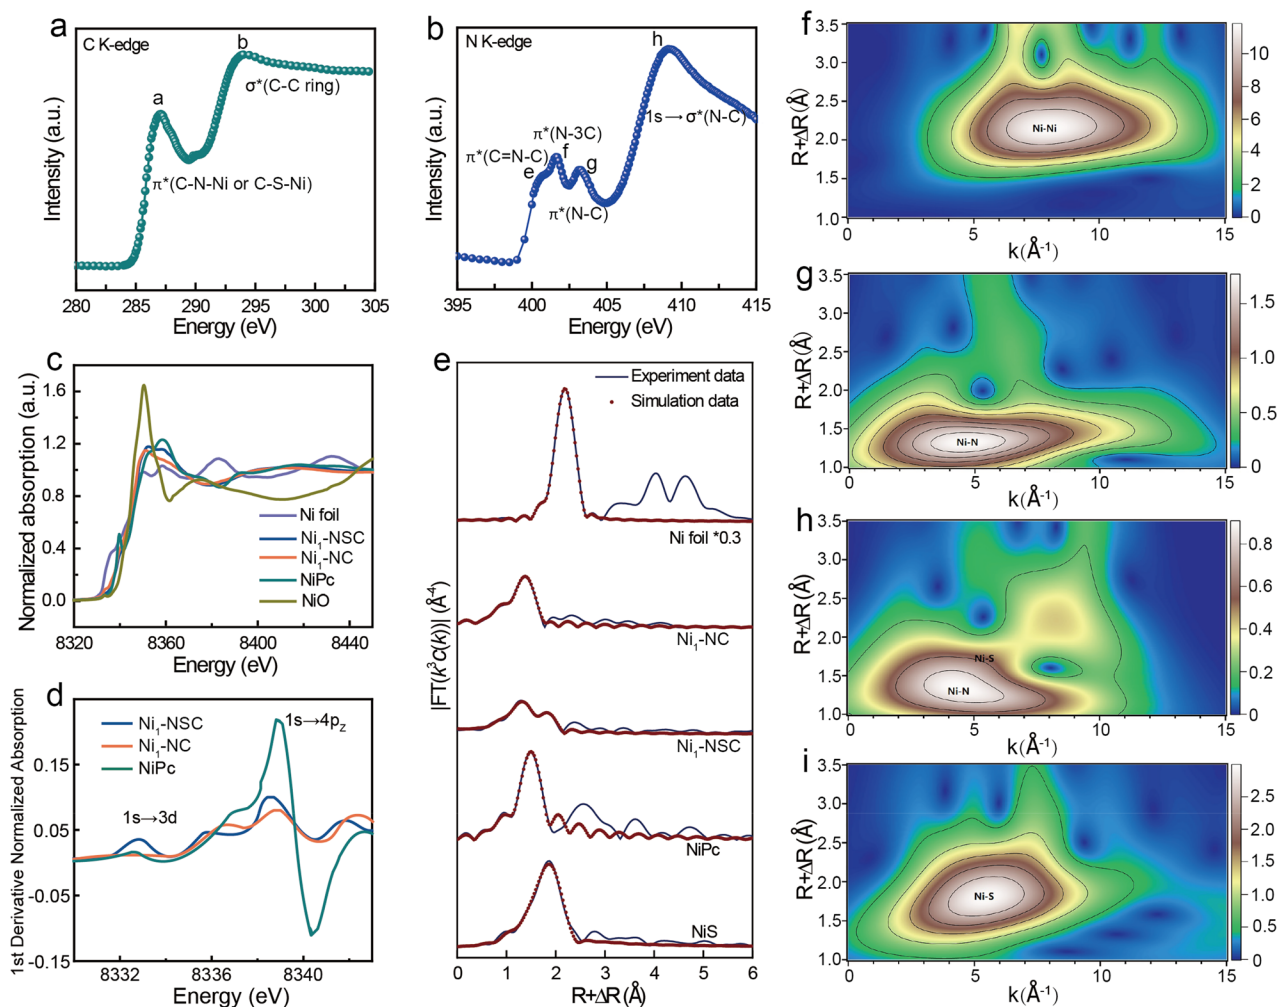 a
C K-edge
b
a
σ*(C-C ring)
π*(C-N-Ni or C-S-Ni)
Intensity (a.u.)
280 285 290 295 300 305
Energy (eV)
b
N K-edge
h
1s→σ*(N-C)
π*(N-3C)
π*(C=N-C)
f
e
g
π*(N-C)
Intensity (a.u.)
395 400 405 410 415
Energy (eV)
c
Normalized absorption (a.u.)
1.6
1.2
0.8
0.4
0.0
Ni foil
Ni₁-NSC
Ni₁-NC
NiPc
NiO
8320 8360 8400 8440
Energy (eV)
d
1st Derivative Normalized Absorption
Ni₁-NSC
Ni₁-NC
NiPc
1s→4p_Z
1s→3d
0.15
0.05
-0.05
-0.15
8332 8336 8340
Energy (eV)
e
Experiment data
Simulation data
|FT(k³c(k)| (Å⁻⁴)
Ni foil *0.3
Ni₁-NC
Ni₁-NSC
NiPc
NiS
0 1 2 3 4 5 6
R+ΔR(Å)
f
R+ΔR(Å)
3.5
3.0
2.5
2.0
1.5
1.0
Ni-Ni
0 5 10 15
k(Å⁻¹)
10
8
6
4
2
0
g
R+ΔR(Å)
3.5
3.0
2.5
2.0
1.5
1.0
Ni-N
0 5 10 15
k(Å⁻¹)
1.5
1.0
0.5
0
h
R+ΔR(Å)
3.5
3.0
2.5
2.0
1.5
1.0
Ni-S
Ni-N
0 5 10 15
k(Å⁻¹)
0.8
0.6
0.4
0.2
0
i
R+ΔR(Å)
3.5
3.0
2.5
2.0
1.5
1.0
Ni-S
0 5 10 15
k(Å⁻¹)
2.5
2.0
1.5
1.0
0.5
0